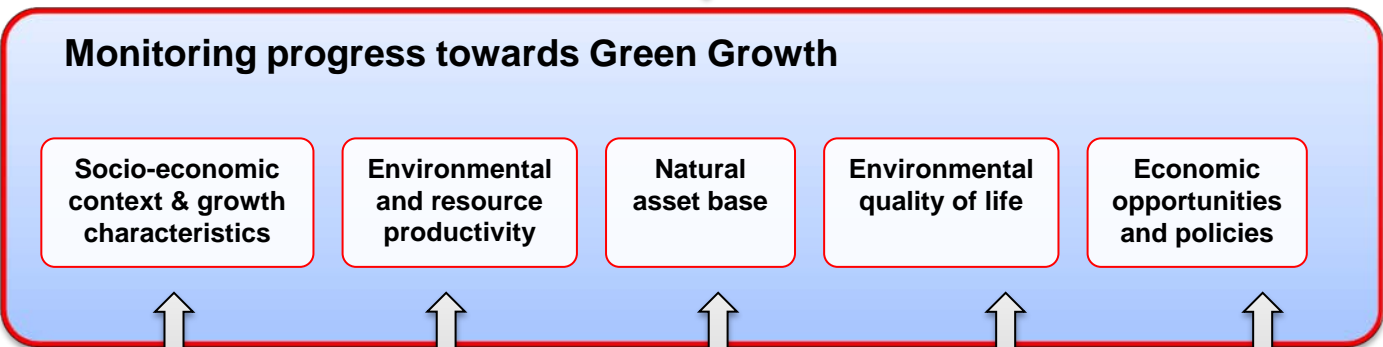 Monitoring progress towards Green Growth
Socio-economic
context & growth
characteristics
Environmental
and resource
productivity
Natural
asset base
Environmental
quality of life
Economic
opportunities
and policies